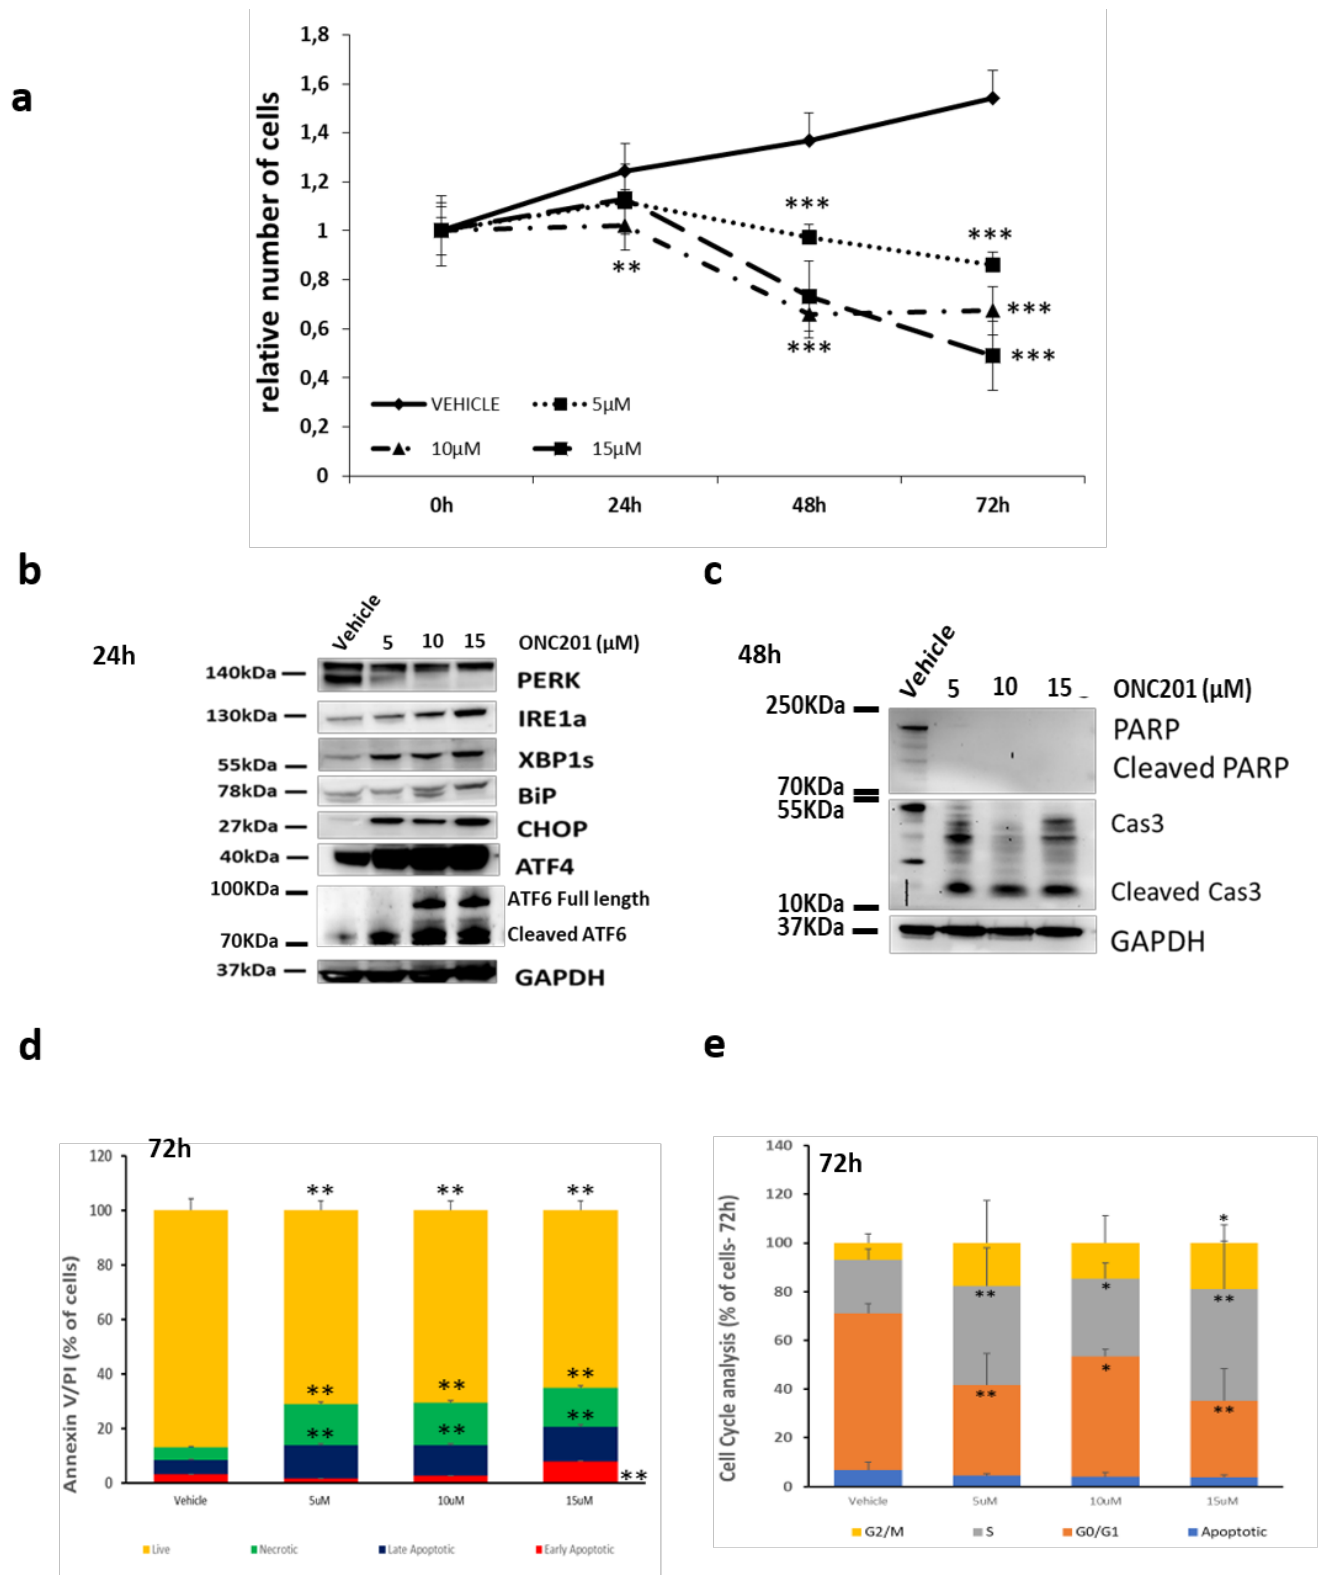 a
relative number of cells
1,8
1,6
1,4
1,2
1
0,8
0,6
0,4
0,2
0
***
***
**
***
***
***
VEHICLE
5µM
10µM
15µM
0h 24h 48h 72h
b
24h
Vehicle 5 10 15 ONC201 (µM)
140kDa PERK
130kDa IRE1a
55kDa XBP1s
78kDa BiP
27kDa CHOP
40kDa ATF4
100KDa ATF6 Full length
70KDa Cleaved ATF6
37kDa GAPDH
c
48h
Vehicle 5 10 15 ONC201 (µM)
250KDa PARP
Cleaved PARP
70KDa
55KDa Cas3
Cleaved Cas3
10KDa
37KDa GAPDH
d
72h
Annexin V/PI (% of cells)
120
100
80
60
40
20
0
** ** **
** ** **
** ** **
**
Vehicle 5uM 10uM 15uM
Live Necrotic Late Apoptotic Early Apoptotic
e
72h
Cell Cycle analysis (% of cells- 72h)
140
120
100
80
60
40
20
0
*
** * **
** * **
Vehicle 5uM 10uM 15uM
G2/M S G0/G1 Apoptotic